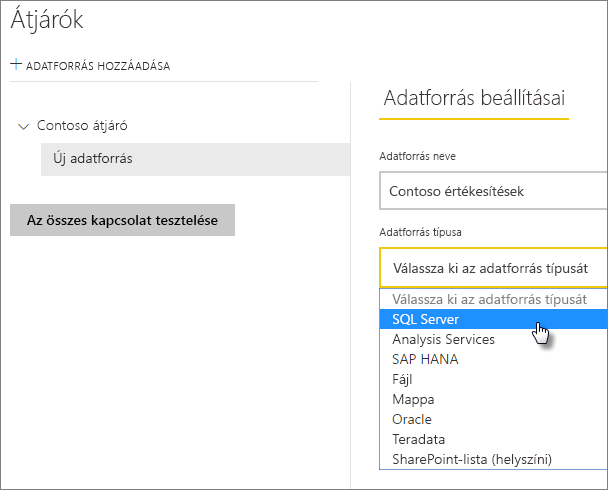 Átjárók
+ ADATFORRÁS HOZZÁADÁSA
Contoso átjáró
Új adatforrás
Az összes kapcsolat tesztelése
Adatforrás beállításai
Adatforrás neve
Contoso értékesítések
Adatforrás típusa
Válassza ki az adatforrás típusát
Válassza ki az adatforrás típusát
SQL Server
Analysis Services
SAP HANA
Fájl
Mappa
Oracle
Teradata
SharePoint-lista (helyszíni)